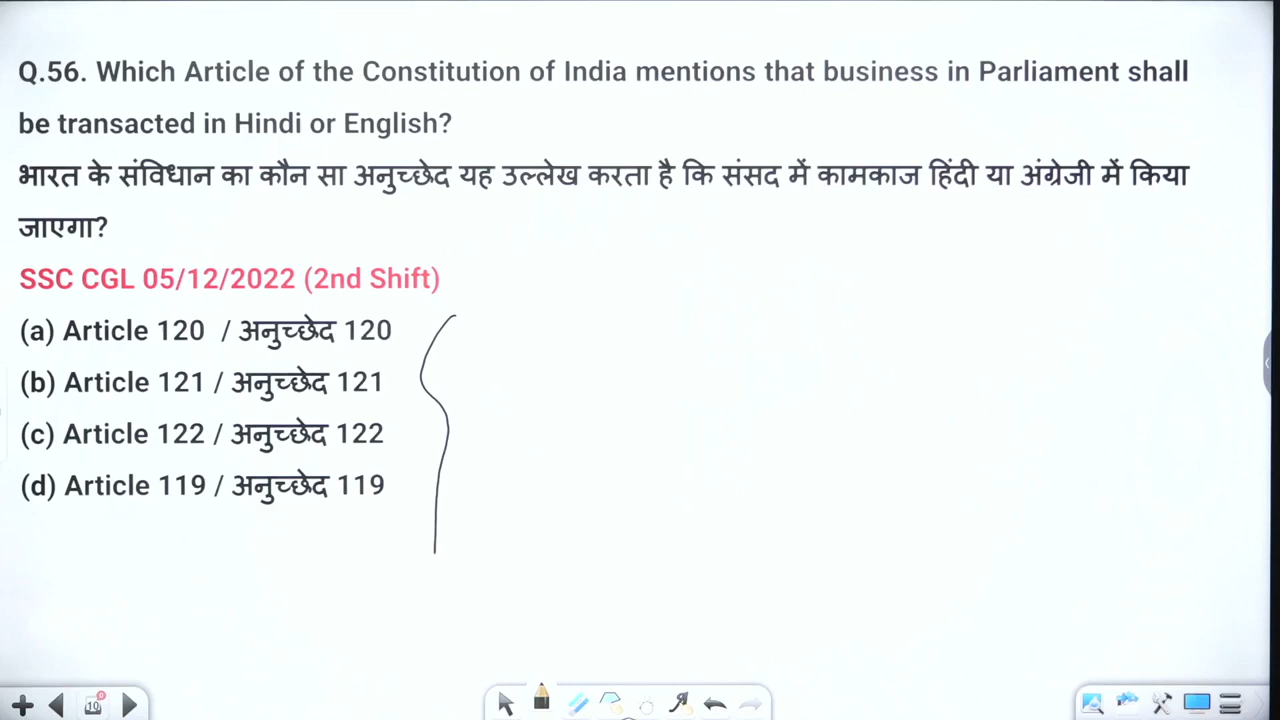 Q.56. Which Article of the Constitution of India mentions that business in Parliament shall
be transacted in Hindi or English?
भारत के संविधान का कौन सा अनुच्छेद यह उल्लेख करता है कि संसद में कामकाज हिंदी या अंग्रेजी में किया
जाएगा?
SSC CGL 05/12/2022 (2nd Shift)
(a) Article 120 / अनुच्छेद 120
(b) Article 121 / अनुच्छेद 121
(c) Article 122 / अनुच्छेद 122
(d) Article 119 / अनुच्छेद 119
10
0